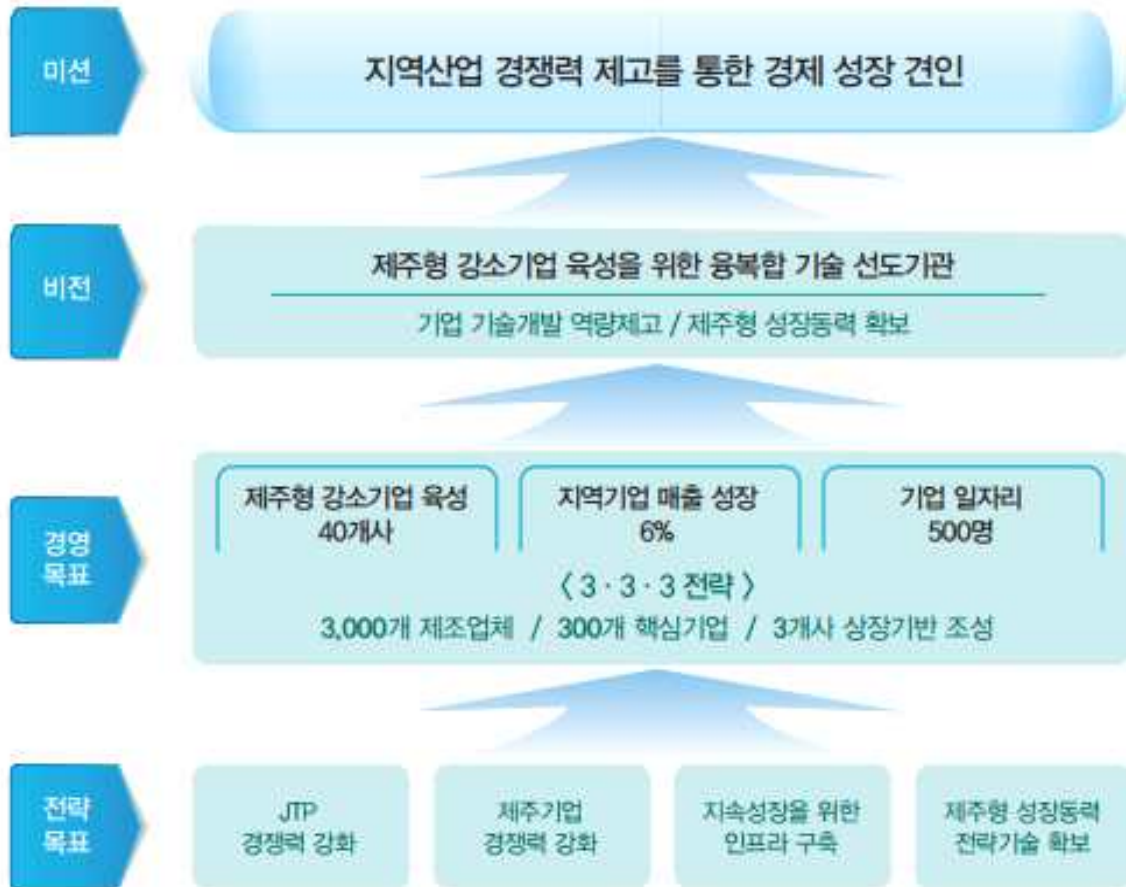 미션
지역산업 경쟁력 제고를 통한 경제 성장 견인
비전
제주형 강소기업 육성을 위한 융복합 기술 선도기관
기업 기술개발 역량제고 / 제주형 성장동력 확보
경영
목표
제주형 강소기업 육성
40개사
지역기업 매출 성장
6%
기업 일자리
500명
〈 3 · 3 · 3 전략 〉
3,000개 제조업체 / 300개 핵심기업 / 3개사 상장기반 조성
전략
목표
JTP
경쟁력 강화
제주기업
경쟁력 강화
지속성장을 위한
인프라 구축
제주형 성장동력
전략기술 확보